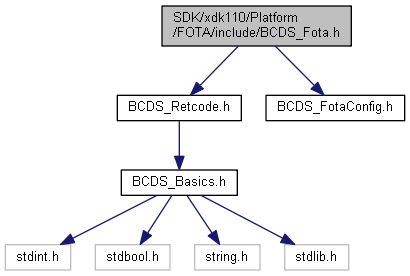 SDK/xdk110/Platform
/FOTA/include/BCDS_Fota.h
BCDS_Retcode.h
BCDS_FotaConfig.h
BCDS_Basics.h
stdint.h
stdbool.h
string.h
stdlib.h